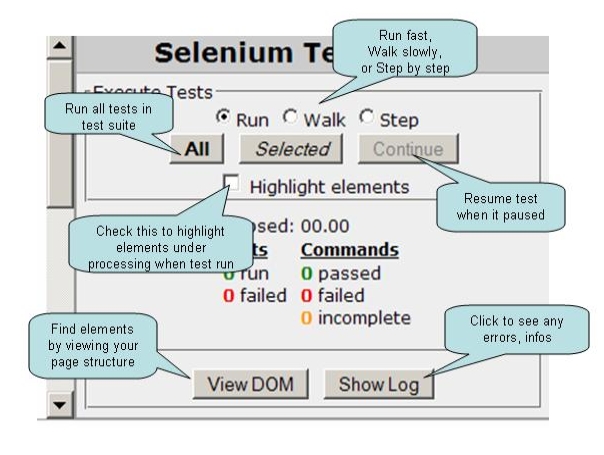 Run fast,
Walk slowly,
or Step by step
Selenium Te
Execute Tests
Run all tests in
test suite
Run Walk Step
All Selected Continue
Highlight elements
Resume test
when it paused
Check this to highlight
elements under
processing when test run
psed: 00.00
ts Commands
0 run 0 passed
0 failed 0 failed
0 incomplete
Find elements
by viewing your
page structure
Click to see any
errors, infos
View DOM Show Log